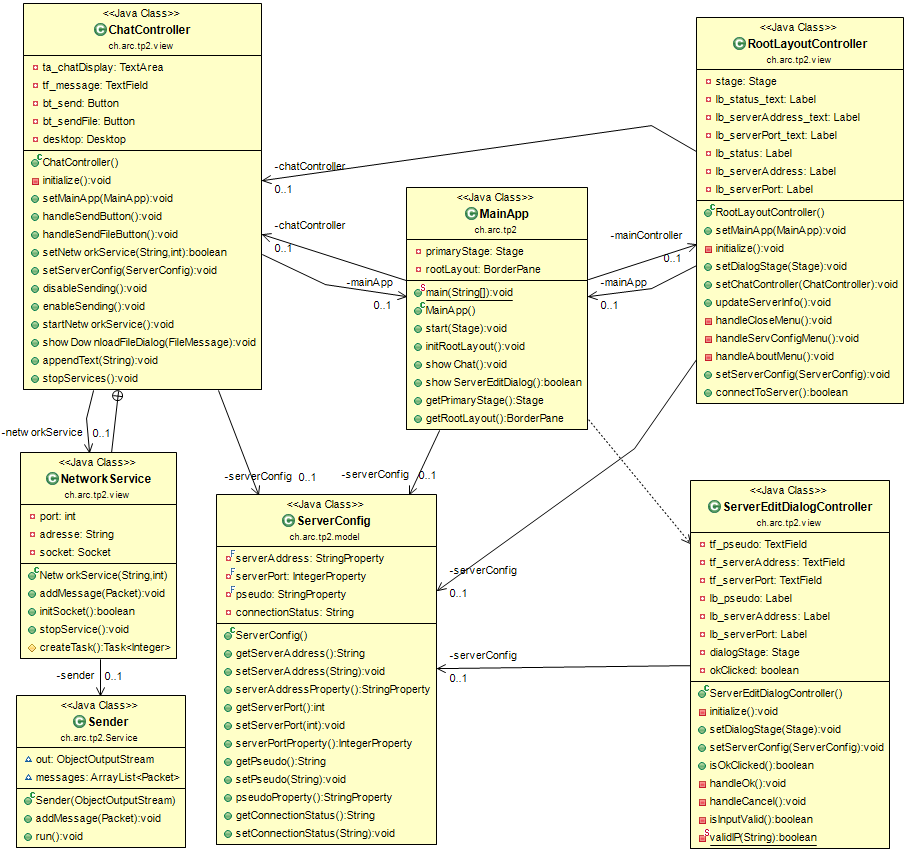 <<Java Class>>
ChatController
ch.arc.tp2.view
ta_chatDisplay: TextArea
tf_message: TextField
bt_send: Button
bt_sendFile: Button
desktop: Desktop
ChatController()
initialize():void
setMainApp(MainApp):void
handleSendButton():void
handleSendFileButton():void
setNetworkService(String,int):boolean
setServerConfig(ServerConfig):void
disableSending():void
enableSending():void
startNetworkService():void
showDownloadFileDialog(FileMessage):void
appendText(String):void
stopServices():void
<<Java Class>>
RootLayoutController
ch.arc.tp2.view
stage: Stage
lb_status_text: Label
lb_serverAddress_text: Label
lb_serverPort_text: Label
lb_status: Label
lb_serverAddress: Label
lb_serverPort: Label
RootLayoutController()
setMainApp(MainApp):void
initialize():void
setDialogStage(Stage):void
setChatController(ChatController):void
updateServerInfo():void
handleCloseMenu():void
handleServConfigMenu():void
handleAboutMenu():void
setServerConfig(ServerConfig):void
connectToServer():boolean
-chatController
0..1
-chatController
0..1
-mainApp
0..1
<<Java Class>>
MainApp
ch.arc.tp2
primaryStage: Stage
rootLayout: BorderPane
main(String[]):void
MainApp()
start(Stage):void
initRootLayout():void
showChat():void
showServerEditDialog():boolean
getPrimaryStage():Stage
getRootLayout():BorderPane
-mainController
0..1
-mainApp
0..1
-networkService
0..1
-serverConfig
0..1
-serverConfig
0..1
<<Java Class>>
NetworkService
ch.arc.tp2.view
port: int
adresse: String
socket: Socket
NetworkService(String,int)
addMessage(Packet):void
initSocket():boolean
stopService():void
createTask():Task<Integer>
-sender
0..1
<<Java Class>>
Sender
ch.arc.tp2.Service
out: ObjectOutputStream
messages: ArrayList<Packet>
Sender(ObjectOutputStream)
addMessage(Packet):void
run():void
<<Java Class>>
ServerConfig
ch.arc.tp2.model
serverAddress: StringProperty
serverPort: IntegerProperty
pseudo: StringProperty
connectionStatus: String
ServerConfig()
getServerAddress():String
setServerAddress(String):void
serverAddressProperty():StringProperty
getServerPort():int
setServerPort(int):void
serverPortProperty():IntegerProperty
getPseudo():String
setPseudo(String):void
pseudoProperty():StringProperty
getConnectionStatus():String
setConnectionStatus(String):void
-serverConfig
0..1
-serverConfig
0..1
<<Java Class>>
ServerEditDialogController
ch.arc.tp2.view
tf_pseudo: TextField
tf_serverAddress: TextField
tf_serverPort: TextField
lb_pseudo: Label
lb_serverAddress: Label
lb_serverPort: Label
dialogStage: Stage
okClicked: boolean
ServerEditDialogController()
initialize():void
setDialogStage(Stage):void
setServerConfig(ServerConfig):void
isOkClicked():boolean
handleOk():void
handleCancel():void
isInputValid():boolean
validIP(String):boolean